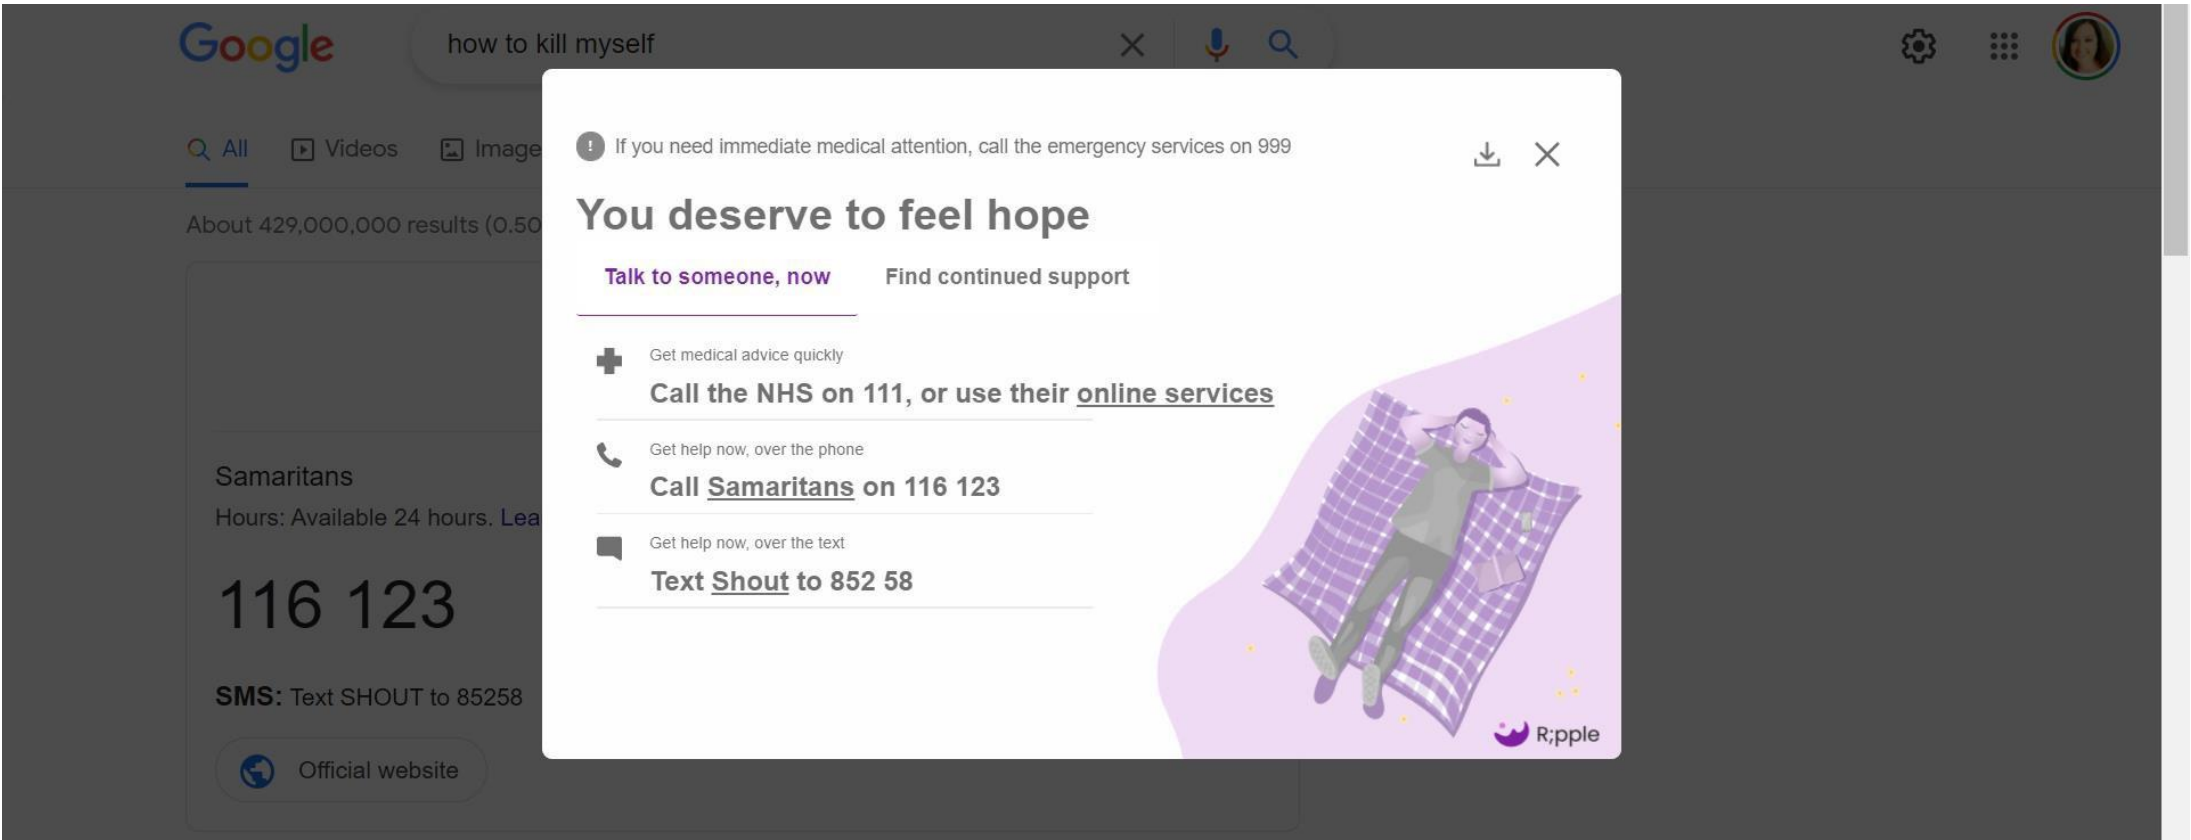 Google
how to kill myself
All
Videos
Image
About 429,000,000 results (0.50
Samaritans
Hours: Available 24 hours. Lea
116 123
SMS: Text SHOUT to 85258
Official website
! If you need immediate medical attention, call the emergency services on 999
You deserve to feel hope
Talk to someone, now
Find continued support
Get medical advice quickly
Call the NHS on 111, or use their online services
Get help now, over the phone
Call Samaritans on 116 123
Get help now, over the text
Text Shout to 852 58
R;pple